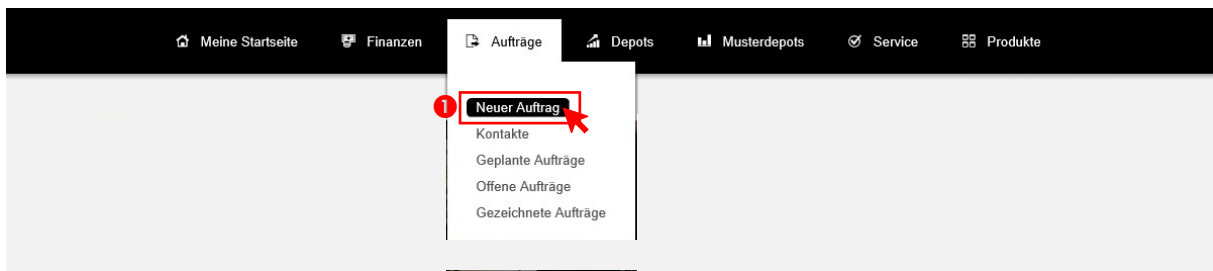 Meine Startseite Finanzen Aufträge Depots Musterdepots Service Produkte
1 Neuer Auftrag
Kontakte
Geplante Aufträge
Offene Aufträge
Gezeichnete Aufträge